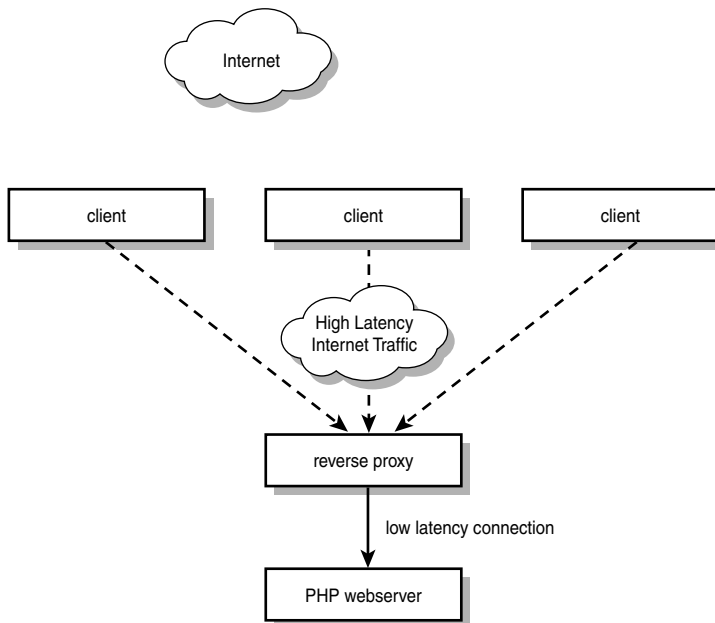 Internet
client
client
client
High Latency
Internet Traffic
reverse proxy
low latency connection
PHP webserver